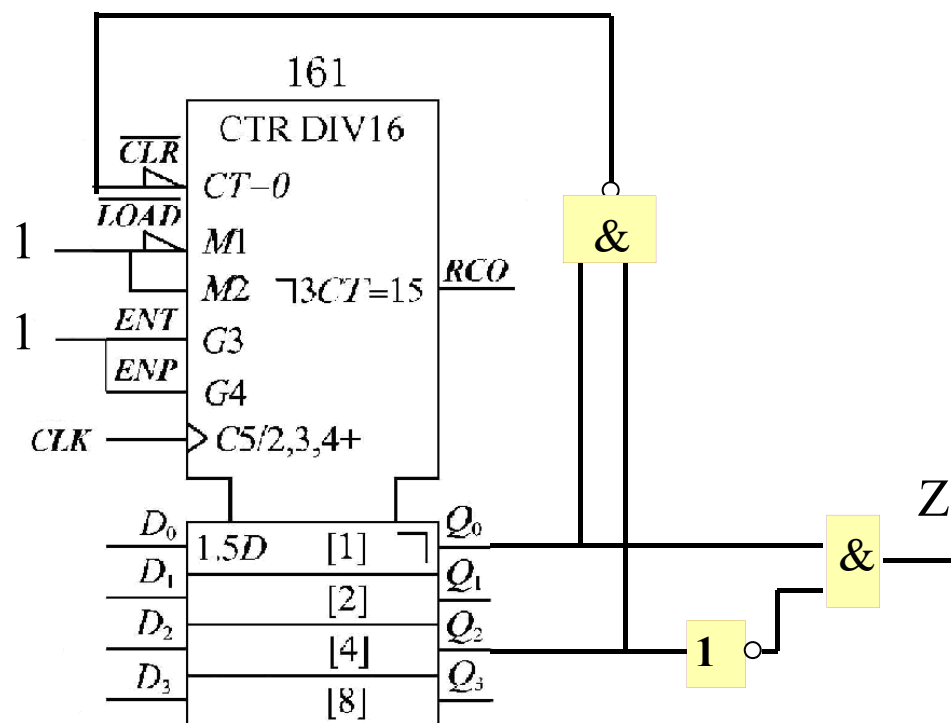 161
CTR DIV16
CLR
CT-0
LOAD
1
M1
M2
⌝3CT=15
RCO
ENT
1
G3
ENP
G4
CLK
C5/2,3,4+
&
D₀
1.5D
[1]
⌝
Q₀
D₁
[2]
Q₁
D₂
[4]
Q₂
D₃
[8]
Q₃
1
&
Z